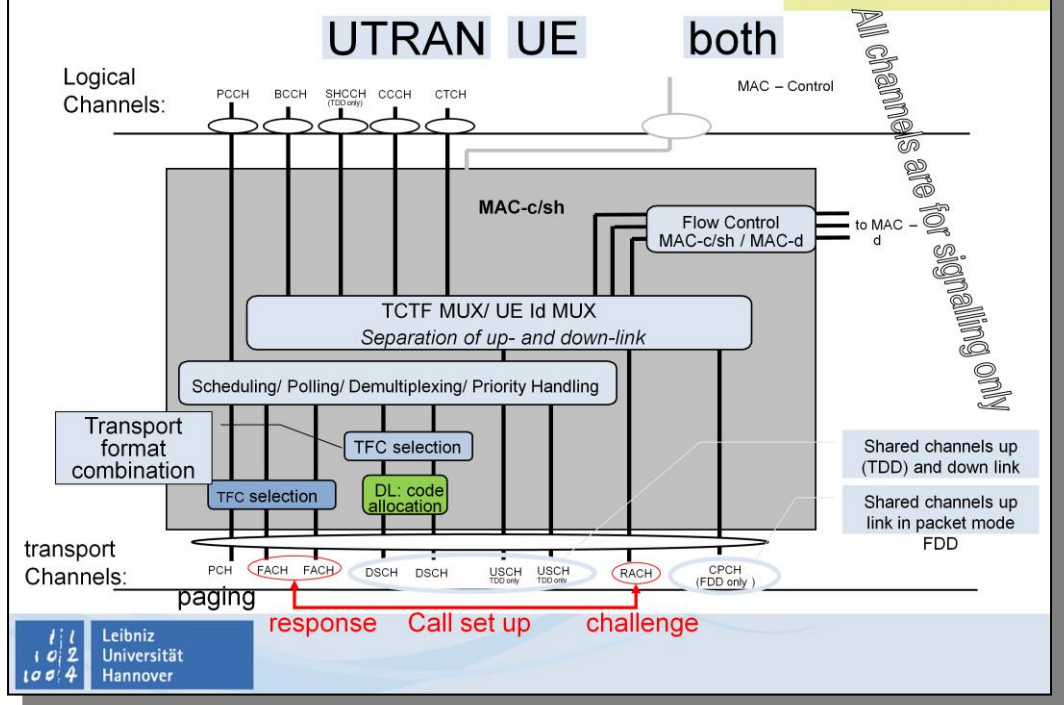 UTRAN UE both
All channels are for signalling only
Logical
Channels:
PCCH BCCH SHCCH CCCH CTCH
(TDD only)
MAC – Control
MAC-c/sh
Flow Control
MAC-c/sh / MAC-d
to MAC –
d
TCTF MUX/ UE Id MUX
Separation of up- and down-link
Scheduling/ Polling/ Demultiplexing/ Priority Handling
Transport
format
combination
TFC selection
TFC selection
DL: code
allocation
Shared channels up
(TDD) and down link
Shared channels up
link in packet mode
FDD
transport
Channels:
PCH FACH FACH DSCH DSCH USCH USCH RACH CPCH
TDD only TDD only (FDD only )
paging
response Call set up challenge
Leibniz
Universität
Hannover